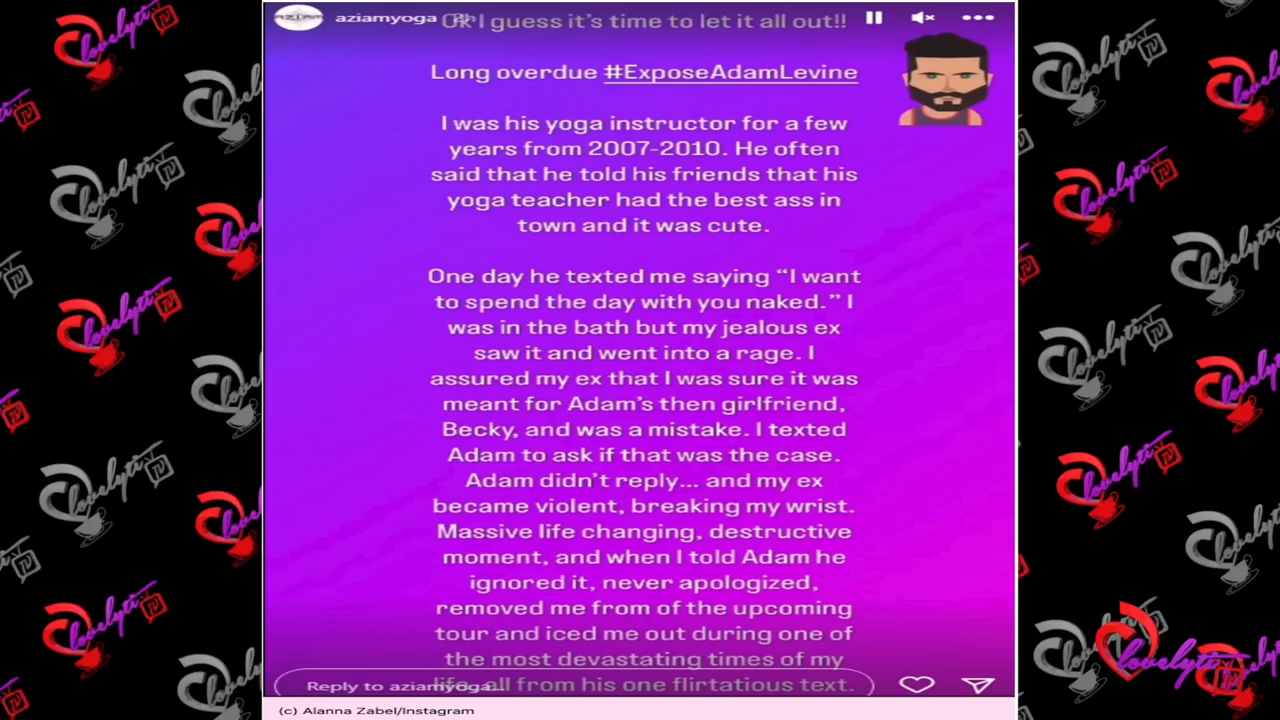 aziamyoga 2h
Ok I guess it's time to let it all out!!
Long overdue #ExposeAdamLevine
I was his yoga instructor for a few
years from 2007-2010. He often
said that he told his friends that his
yoga teacher had the best ass in
town and it was cute.
One day he texted me saying “I want
to spend the day with you naked.” I
was in the bath but my jealous ex
saw it and went into a rage. I
assured my ex that I was sure it was
meant for Adam's then girlfriend,
Becky, and was a mistake. I texted
Adam to ask if that was the case.
Adam didn't reply... and my ex
became violent, breaking my wrist.
Massive life changing, destructive
moment, and when I told Adam he
ignored it, never apologized,
removed me from of the upcoming
tour and iced me out during one of
the most devastating times of my
life, all from his one flirtatious text.
Reply to aziamyoga...
(c) Alanna Zabel/Instagram
lovelyti TV